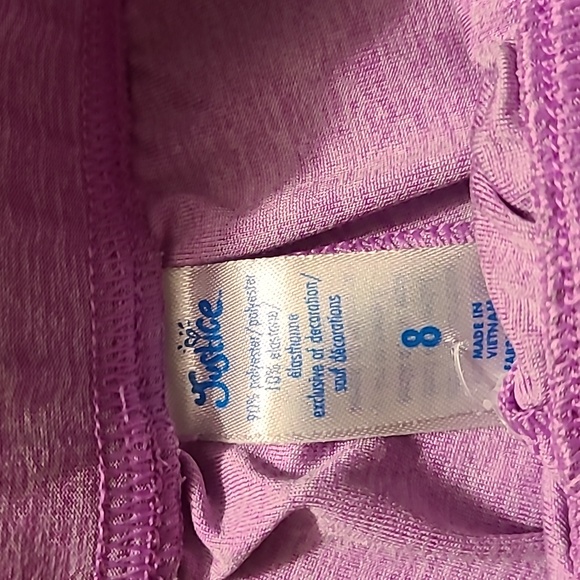 Justice
90% polyester/polyester
10% elastane/
élasthanne
exclusive of decoration/
sauf décorations
8
MADE IN
VIETNAM